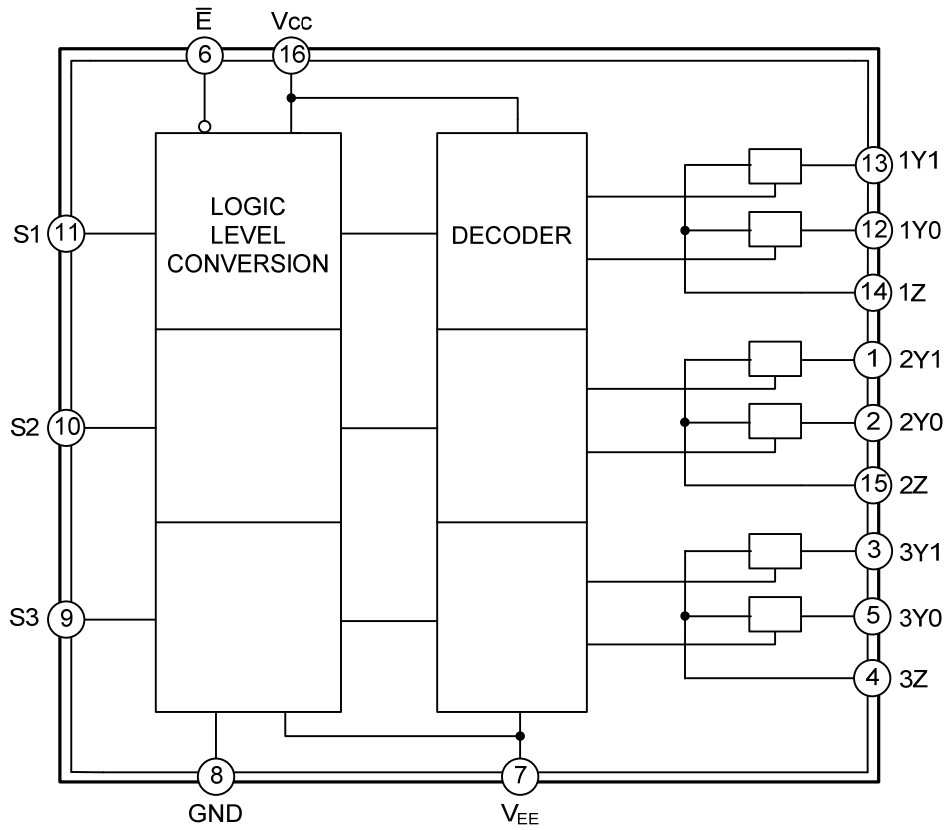 E̅ Vcc
6 16
13 1Y1
LOGIC
LEVEL
CONVERSION
DECODER
S1 11
12 1Y0
14 1Z
1 2Y1
S2 10
2 2Y0
15 2Z
3 3Y1
S3 9
5 3Y0
4 3Z
8 7
GND VEE